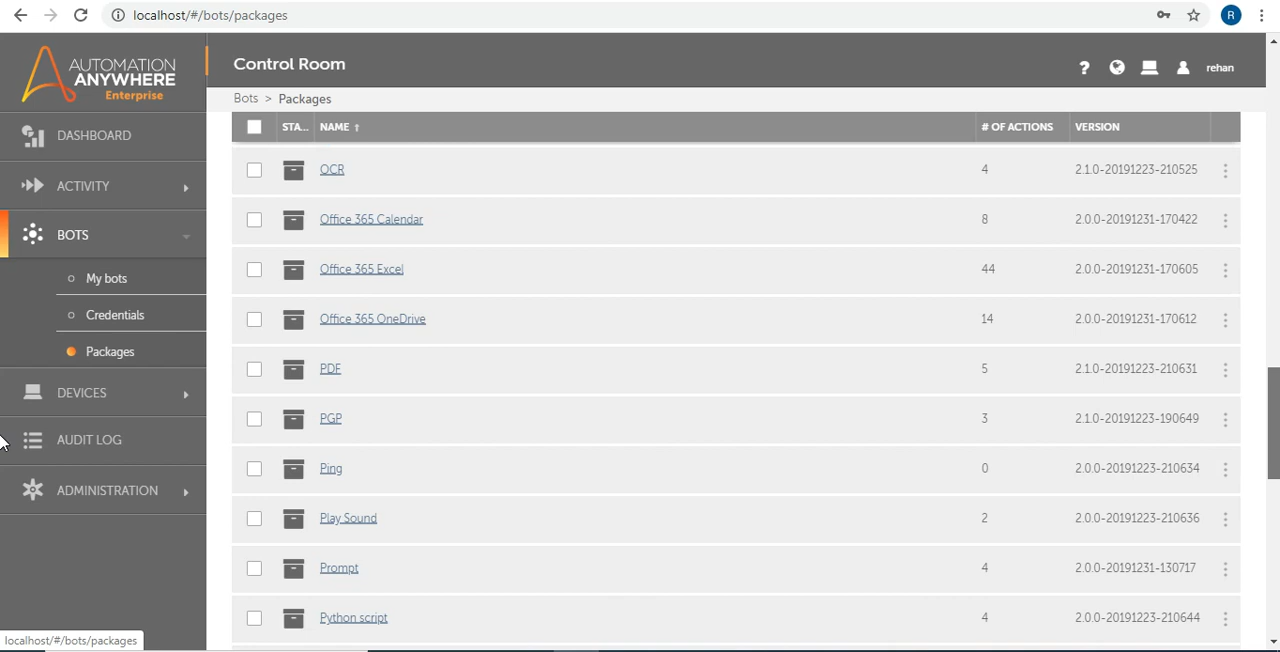 localhost/#/bots/packages
R
AUTOMATION
ANYWHERE
Enterprise
Control Room
? rehan
Bots > Packages
DASHBOARD
ACTIVITY
BOTS
My bots
Credentials
Packages
DEVICES
AUDIT LOG
ADMINISTRATION
STA... NAME ↑ # OF ACTIONS VERSION
OCR 4 2.1.0-20191223-210525
Office 365 Calendar 8 2.0.0-20191231-170422
Office 365 Excel 44 2.0.0-20191231-170605
Office 365 OneDrive 14 2.0.0-20191231-170612
PDF 5 2.1.0-20191223-210631
PGP 3 2.1.0-20191223-190649
Ping 0 2.0.0-20191223-210634
Play Sound 2 2.0.0-20191223-210636
Prompt 4 2.0.0-20191231-130717
Python script 4 2.0.0-20191223-210644
localhost/#/bots/packages